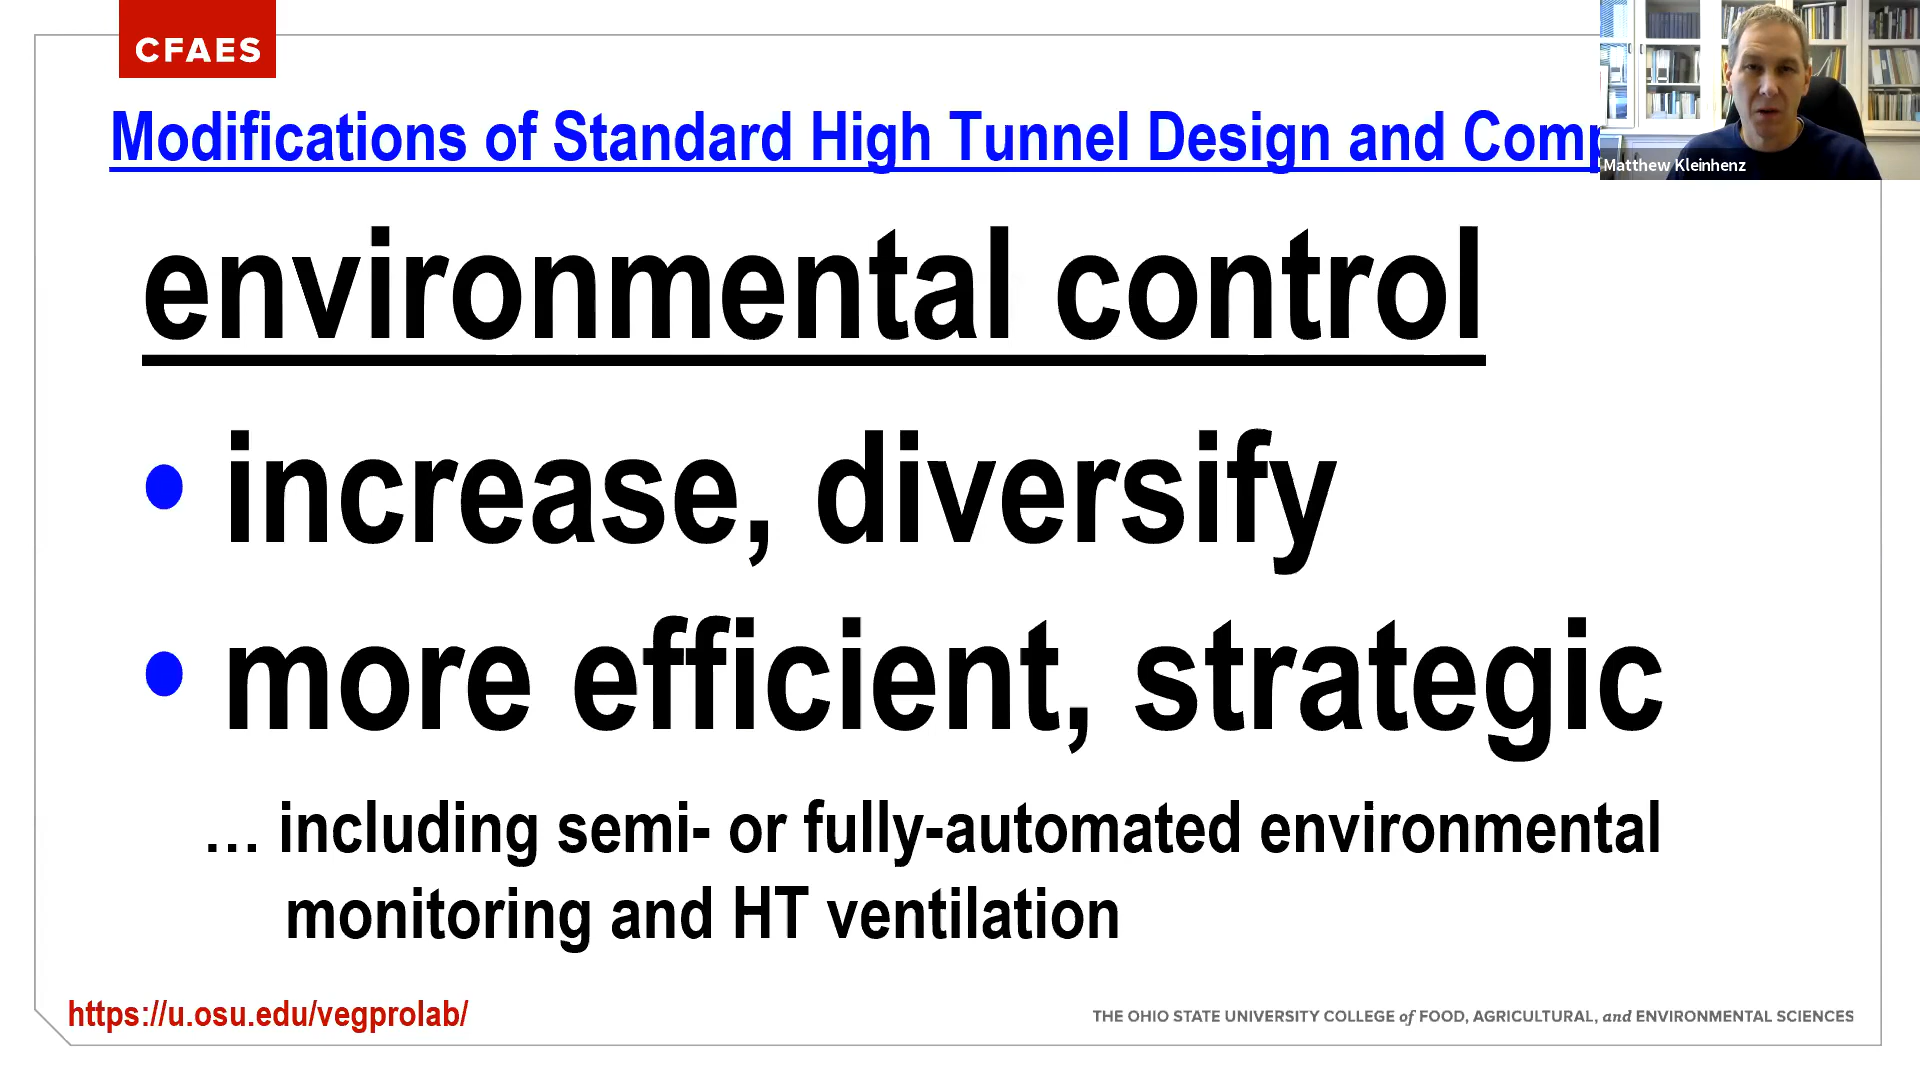 CFAES
Modifications of Standard High Tunnel Design and
Matthew Kleinhenz
environmental control
• increase, diversify
• more efficient, strategic
… including semi- or fully-automated environmental
monitoring and HT ventilation
https://u.osu.edu/vegprolab/
THE OHIO STATE UNIVERSITY COLLEGE of FOOD, AGRICULTURAL, and ENVIRONMENTAL SCIENCES